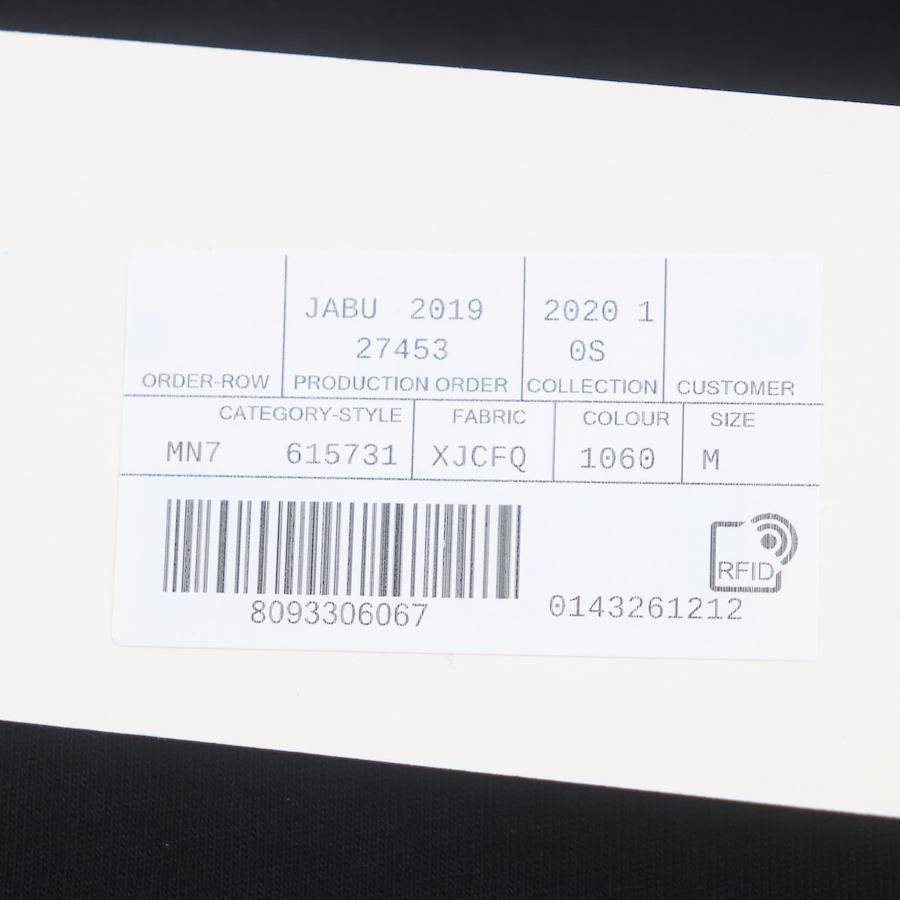 JABU 2019
27453
2020 1
0S
ORDER-ROW PRODUCTION ORDER COLLECTION CUSTOMER
CATEGORY-STYLE FABRIC COLOUR SIZE
MN7 615731 XJCFQ 1060 M
RFID
8093306067 0143261212